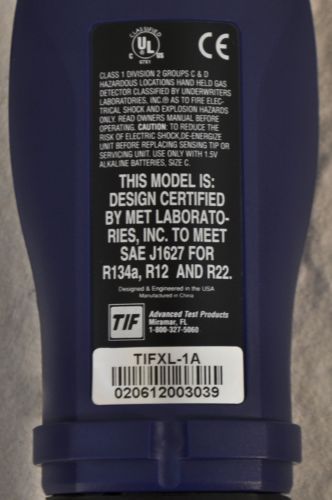 CLASSIFIED
UL
C US
67E1
CE
CLASS 1 DIVISION 2 GROUPS C & D
HAZARDOUS LOCATIONS HAND HELD GAS
DETECTOR CLASSIFIED BY UNDERWRITERS
LABORATORIES, INC.® AS TO FIRE ELEC-
TRICAL SHOCK AND EXPLOSION HAZARDS
ONLY. READ OWNERS MANUAL BEFORE
OPERATING. CAUTION: TO REDUCE THE
RISK OF ELECTRIC SHOCK,DE-ENERGIZE
UNIT BEFORE REPLACING SENSING TIP OR
SERVICING UNIT. USE ONLY WITH 1.5V
ALKALINE BATTERIES, SIZE C.
THIS MODEL IS:
DESIGN CERTIFIED
BY MET LABORATO-
RIES, INC. TO MEET
SAE J1627 FOR
R134a, R12 AND R22.
Designed & Engineered in the USA
Manufactured in China
TIF
Advanced Test Products
Miramar, FL
1-800-327-5060
TIFXL-1A
020612003039